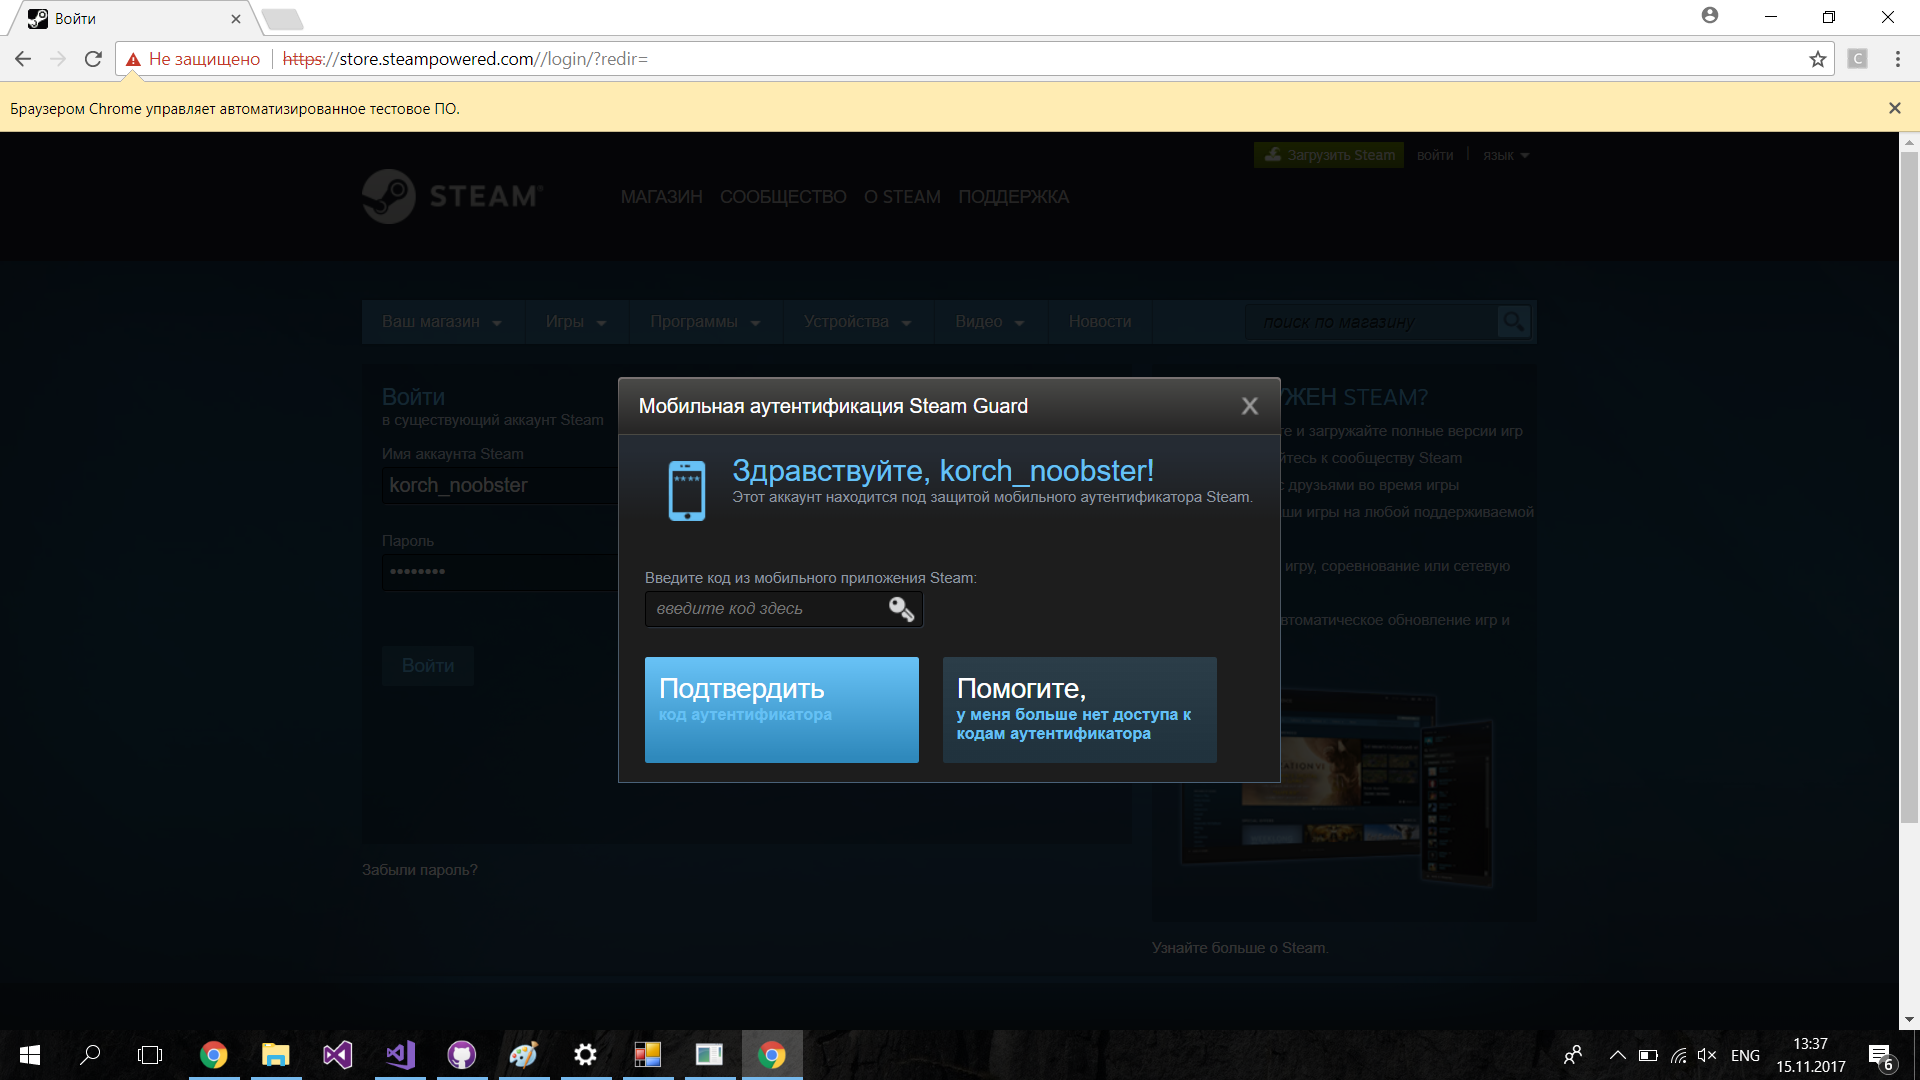 Войти
Не защищено
https://store.steampowered.com//login/?redir=
C
Браузером Chrome управляет автоматизированное тестовое ПО.
Загрузить Steam
войти
язык
STEAM®
МАГАЗИН
СООБЩЕСТВО
О STEAM
ПОДДЕРЖКА
Ваш магазин
Игры
Программы
Устройства
Видео
Новости
поиск по магазину
Войти
в существующий аккаунт Steam
Имя аккаунта Steam
korch_noobster
Пароль
Войти
Забыли пароль?
Мобильная аутентификация Steam Guard
X
Здравствуйте, korch_noobster!
Этот аккаунт находится под защитой мобильного аутентификатора Steam.
Введите код из мобильного приложения Steam:
введите код здесь
Подтвердить
код аутентификатора
Помогите,
у меня больше нет доступа к
кодам аутентификатора
STEAM?
и загружайте полные версии игр
к сообществу Steam
с друзьями во время игры
игры на любой поддерживаемой
игру, соревнование или сетевую
обновление игр и
Узнайте больше о Steam.
ENG
13:37
15.11.2017
6